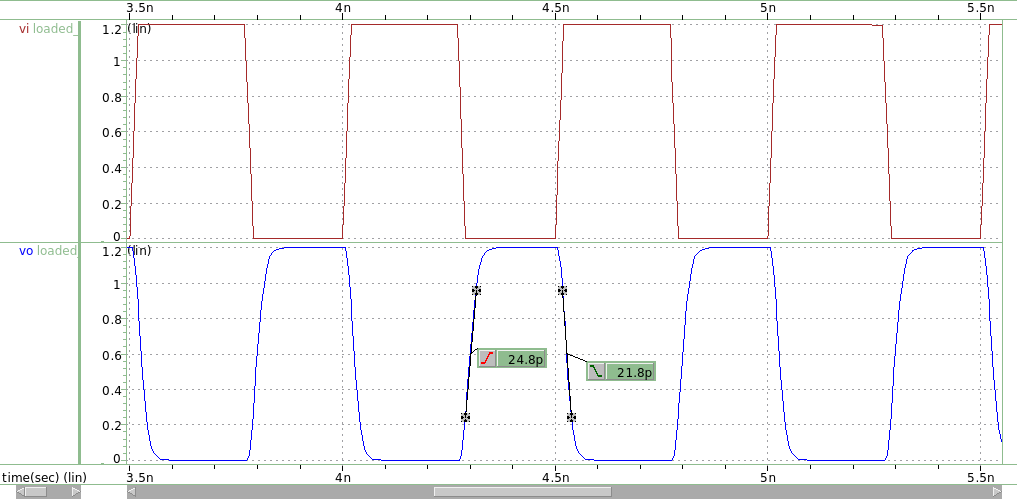 3.5n 4n 4.5n 5n 5.5n
vi loaded_ 1.2 (lin)
1
0.8
0.6
0.4
0.2
0
vo loaded_ 1.2 (lin)
1
0.8
0.6 24.8p
21.8p
0.4
0.2
0
time(sec) (lin) 3.5n 4n 4.5n 5n 5.5n